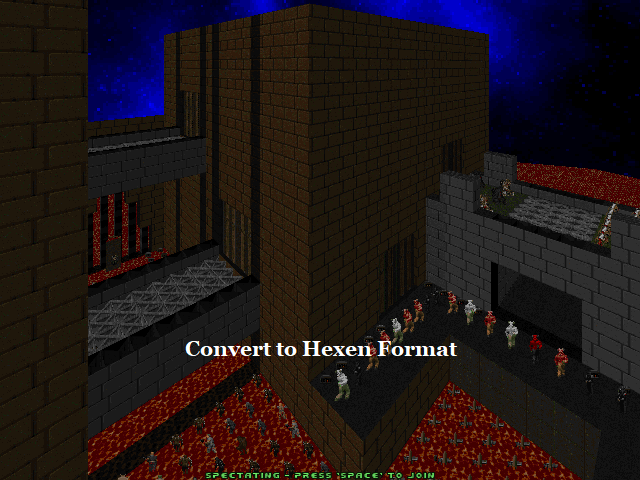 Convert to Hexen Format
SPECTATING - PRESS 'SPACE' TO JOIN